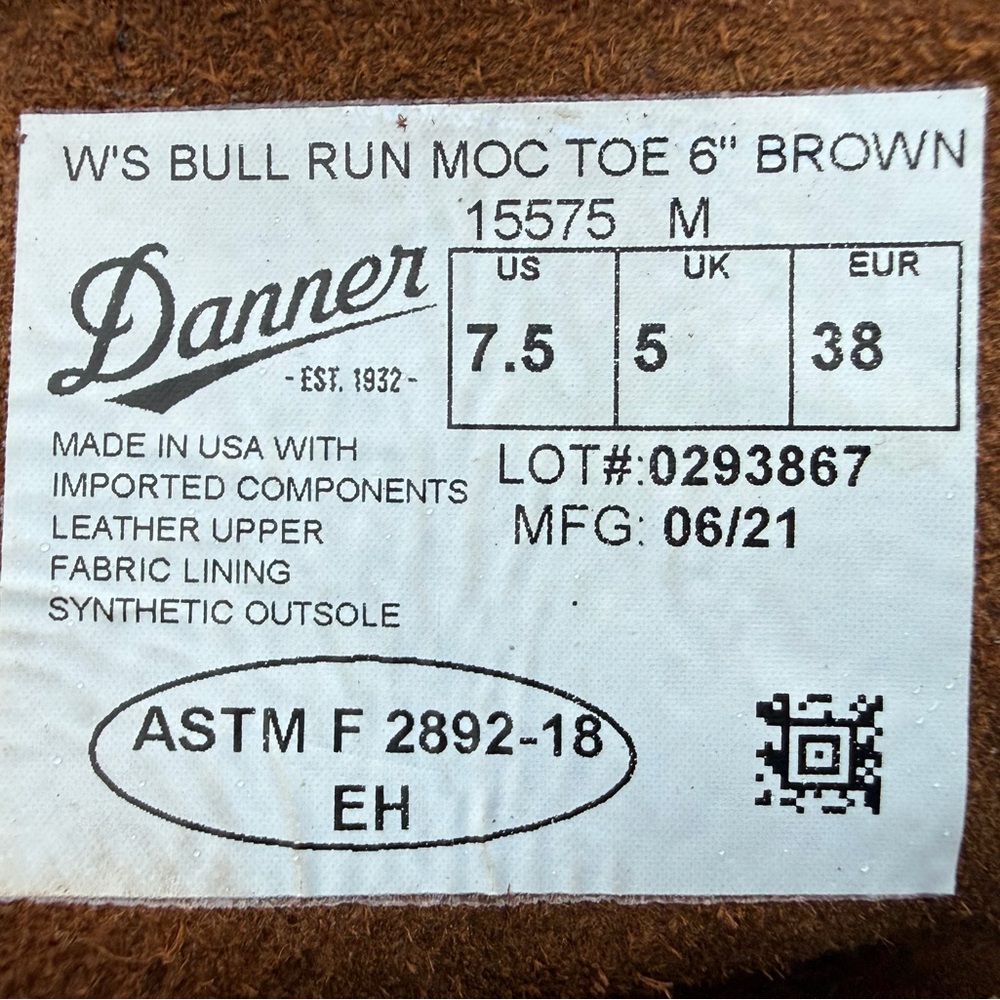 W'S BULL RUN MOC TOE 6" BROWN
15575 M
Danner
- EST. 1932 -
US UK EUR
7.5 5 38
MADE IN USA WITH
IMPORTED COMPONENTS
LEATHER UPPER
FABRIC LINING
SYNTHETIC OUTSOLE
LOT#:0293867
MFG: 06/21
ASTM F 2892-18
EH